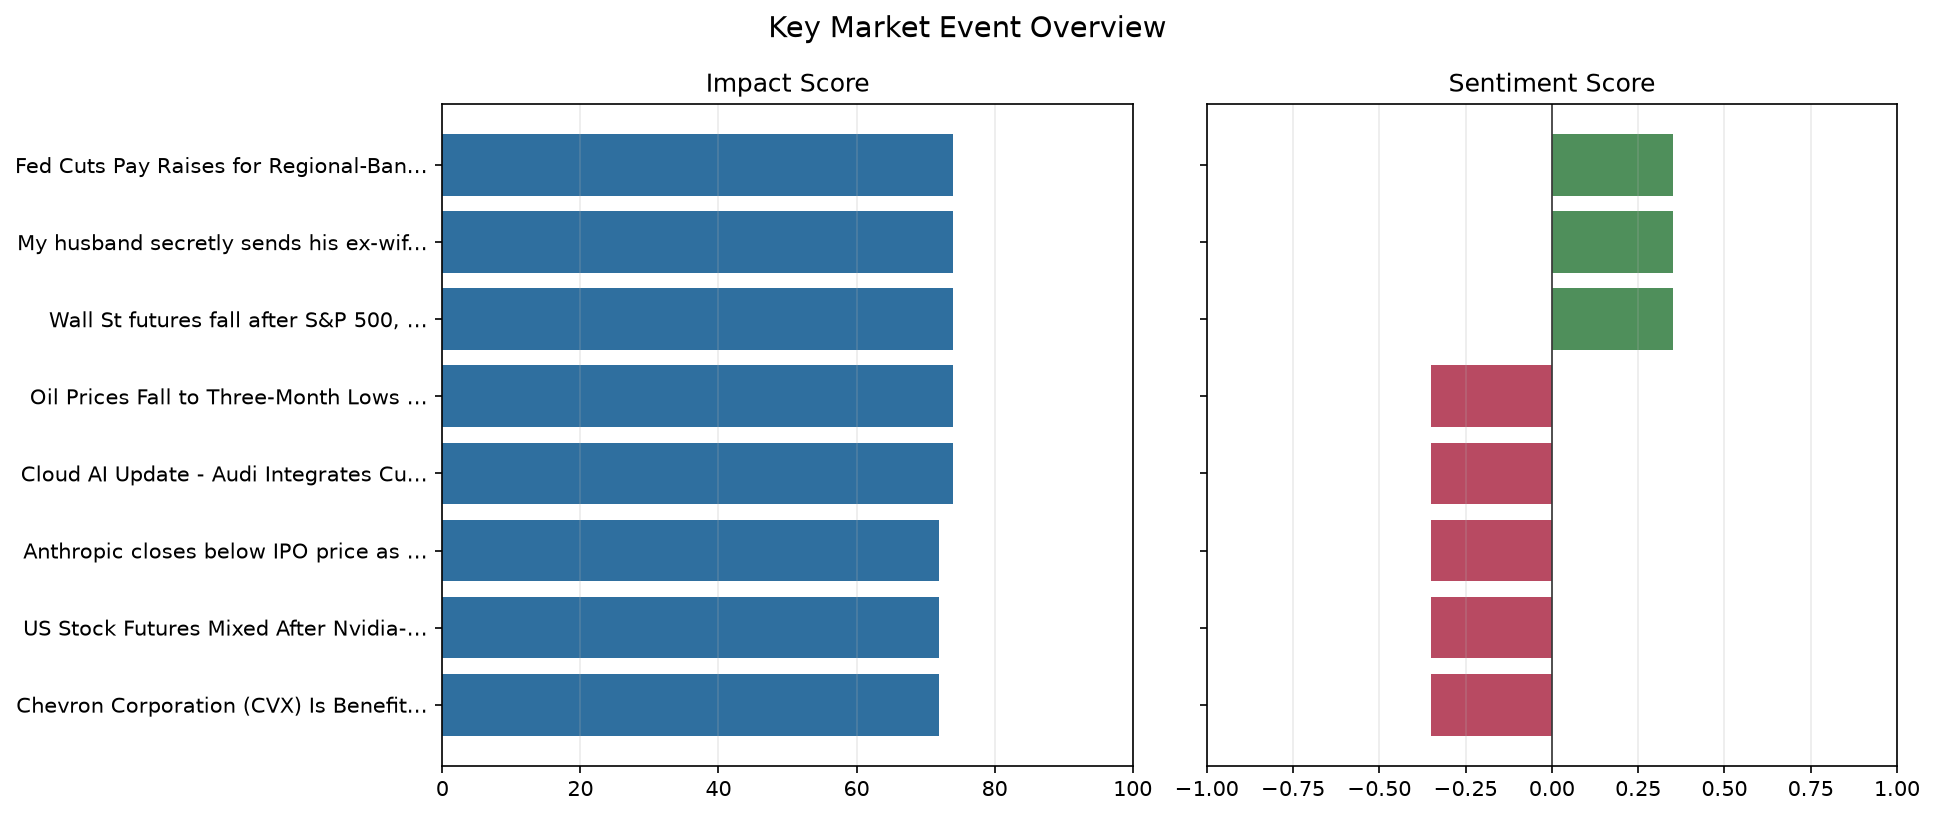 Key Market Event Overview
Impact Score
Sentiment Score
Fed Cuts Pay Raises for Regional-Ban...
My husband secretly sends his ex-wif...
Wall St futures fall after S&P 500, ...
Oil Prices Fall to Three-Month Lows ...
Cloud AI Update - Audi Integrates Cu...
Anthropic closes below IPO price as ...
US Stock Futures Mixed After Nvidia-...
Chevron Corporation (CVX) Is Benefit...
0 20 40 60 80 100
−1.00 −0.75 −0.50 −0.25 0.00 0.25 0.50 0.75 1.00